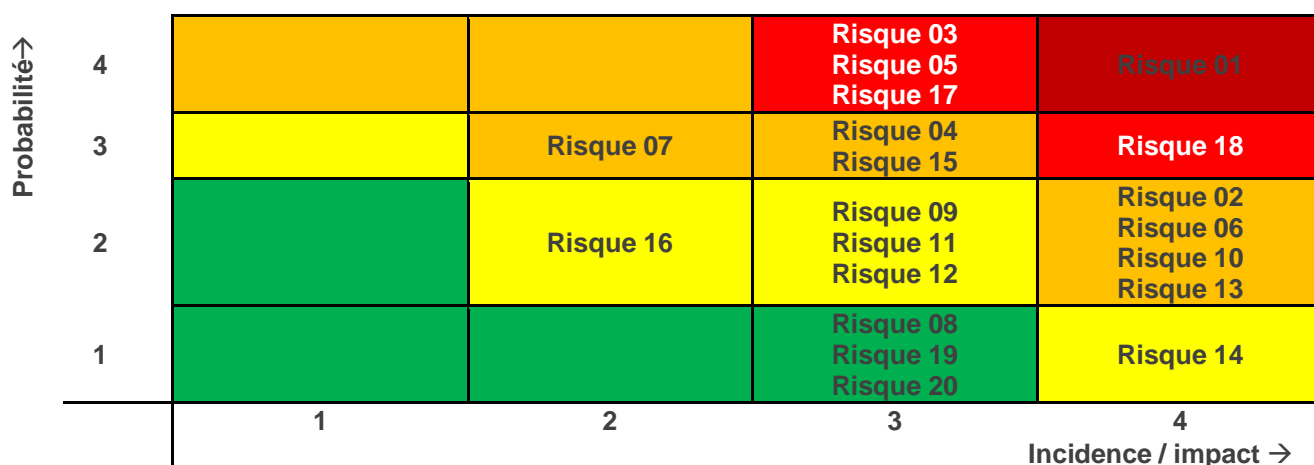 Probabilité→
4
Risque 03
Risque 05
Risque 17
Risque 01
3
Risque 07
Risque 04
Risque 15
Risque 18
2
Risque 16
Risque 09
Risque 11
Risque 12
Risque 02
Risque 06
Risque 10
Risque 13
1
Risque 08
Risque 19
Risque 20
Risque 14
1 2 3 4
Incidence / impact →